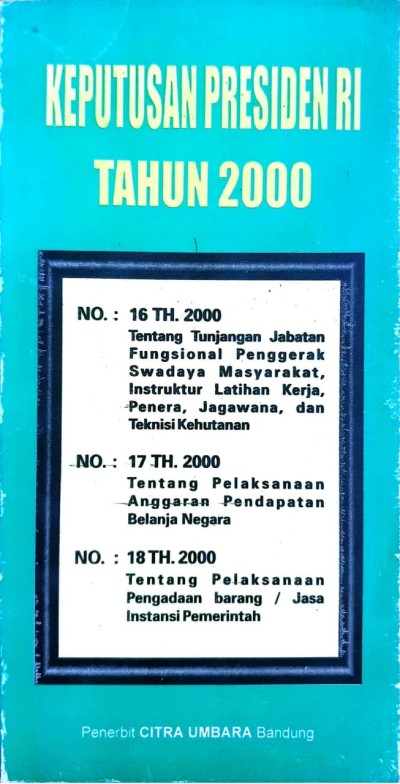 KEPUTUSAN PRESIDEN RI
TAHUN 2000
NO. : 16 TH. 2000
Tentang Tunjangan Jabatan
Fungsional Penggerak
Swadaya Masyarakat,
Instruktur Latihan Kerja,
Penera, Jagawana, dan
Teknisi Kehutanan
NO. : 17 TH. 2000
Tentang Pelaksanaan
Anggaran Pendapatan
Belanja Negara
NO. : 18 TH. 2000
Tentang Pelaksanaan
Pengadaan barang / Jasa
Instansi Pemerintah
Penerbit CITRA UMBARA Bandung